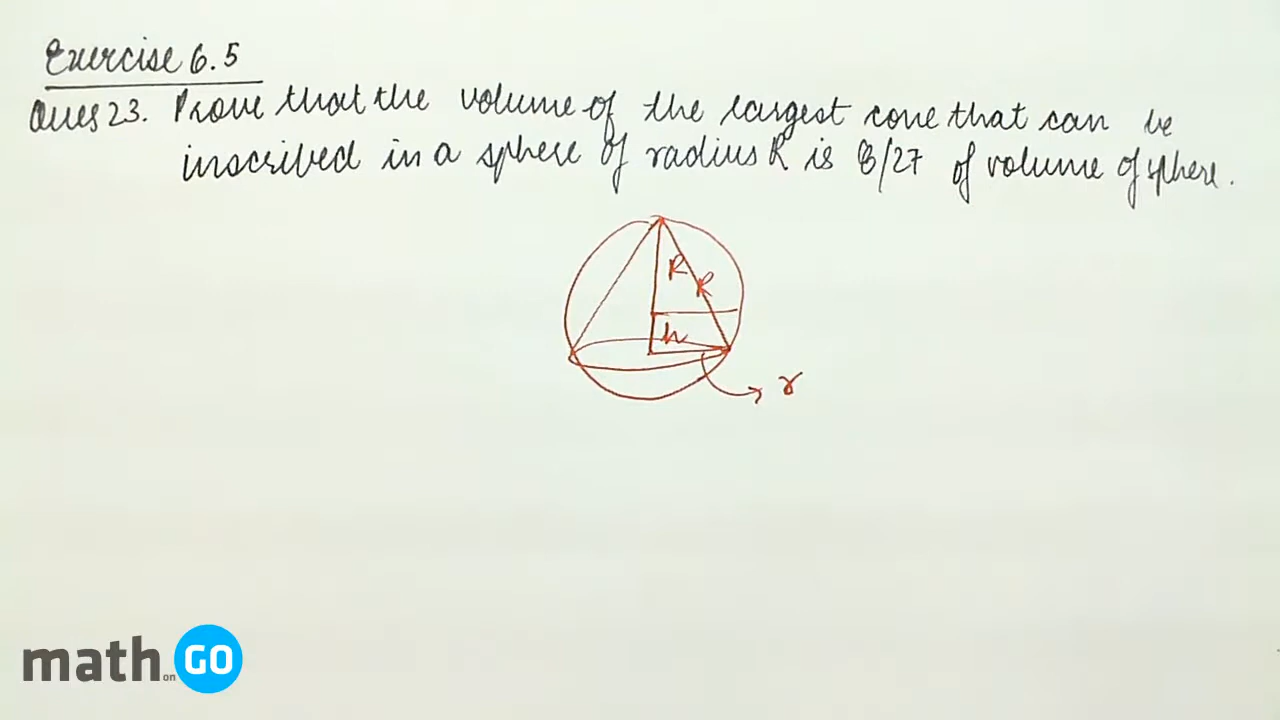 Exercise 6.5
Ques 23. Prove that the volume of the largest cone that can be
inscribed in a sphere of radius R is 8/27 of volume of sphere.
R
R
h
r
math on GO